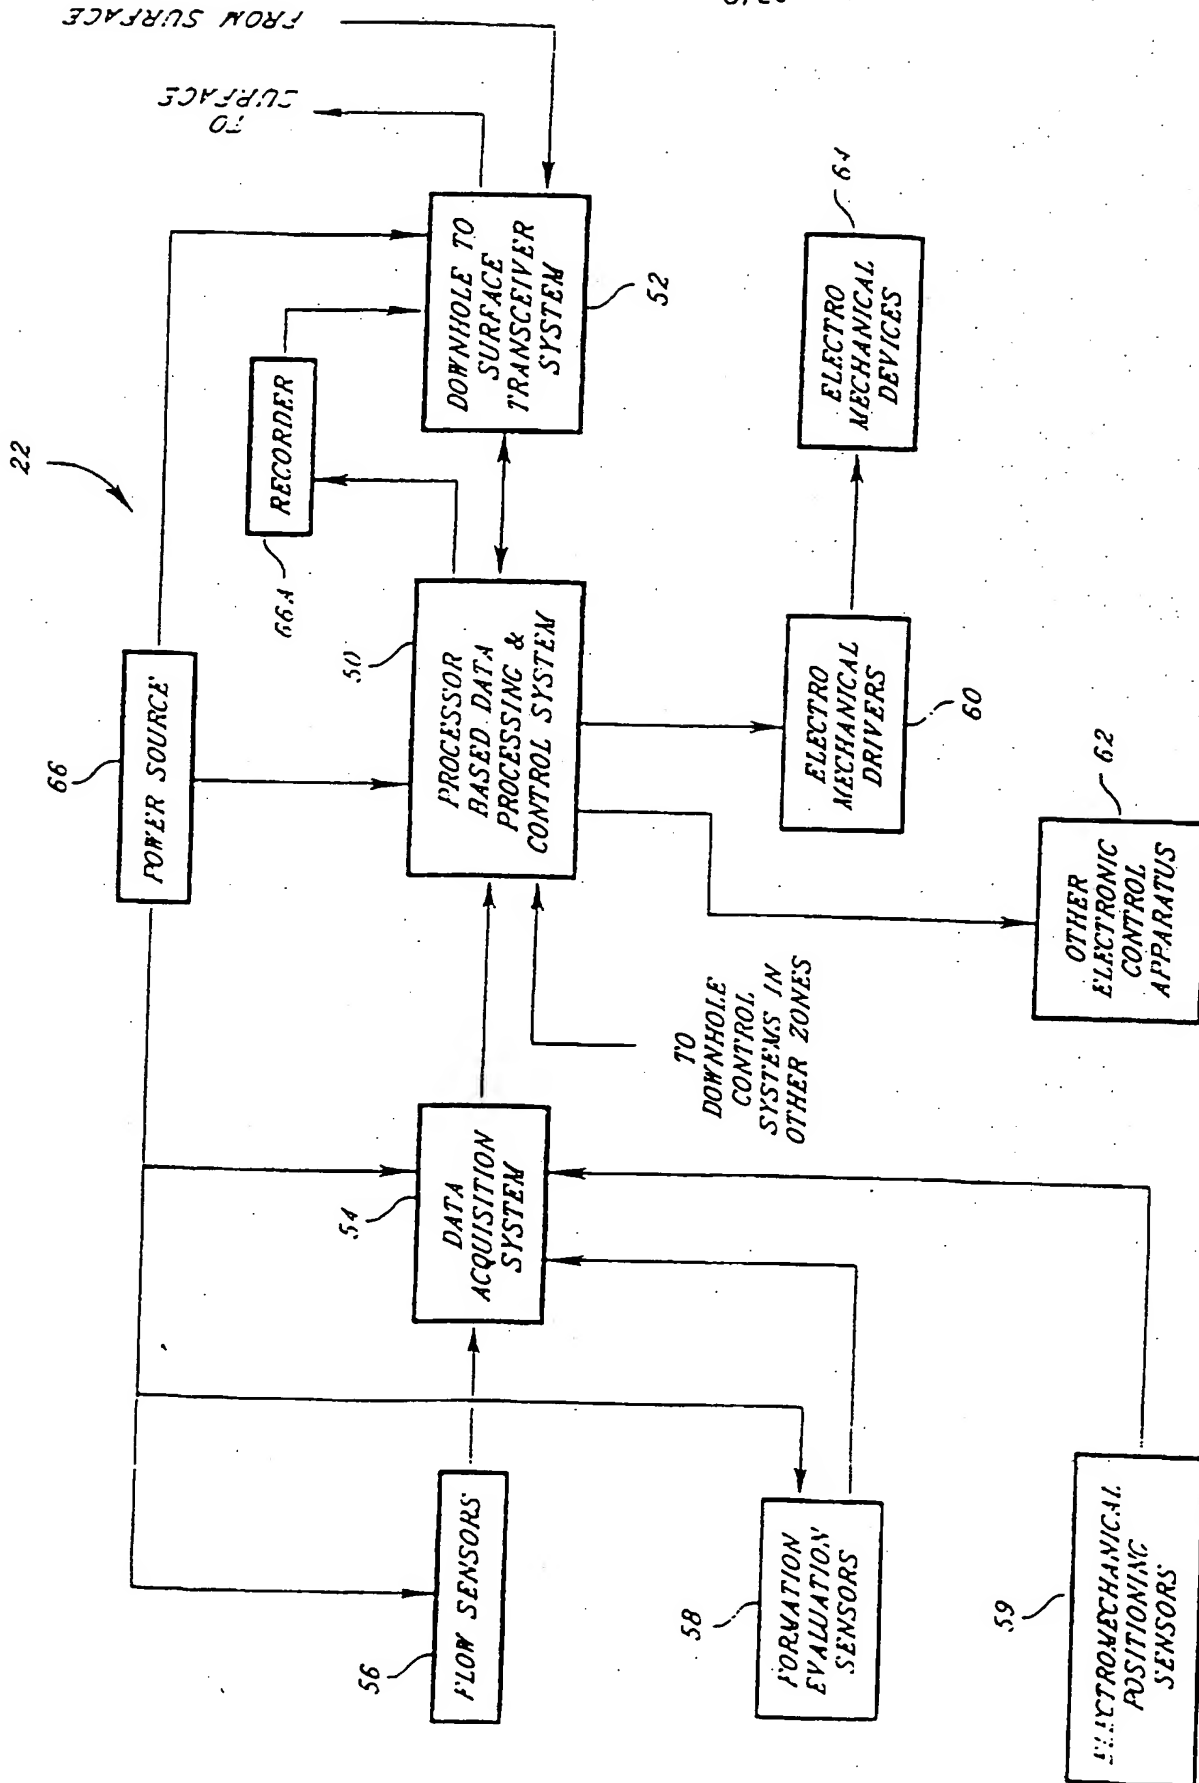 22
66
POWER SOURCE
RECORDER
66A
FROM SURFACE
TO
SURFACE
56
FLOW SENSORS
54
DATA
ACQUISITION
SYSTEM
50
PROCESSOR
BASED DATA
PROCESSING &
CONTROL SYSTEM
DOWNHOLE TO
SURFACE
TRANSCEIVER
SYSTEM
52
58
FORMATION
EVALUATION
SENSORS
TO
DOWNHOLE
CONTROL
SYSTEMS IN
OTHER ZONES
ELECTRO
MECHANICAL
DRIVERS
60
ELECTRO
MECHANICAL
DEVICES
64
59
ELECTROMECHANICAL
POSITIONING
SENSORS
62
OTHER
ELECTRONIC
CONTROL
APPARATUS